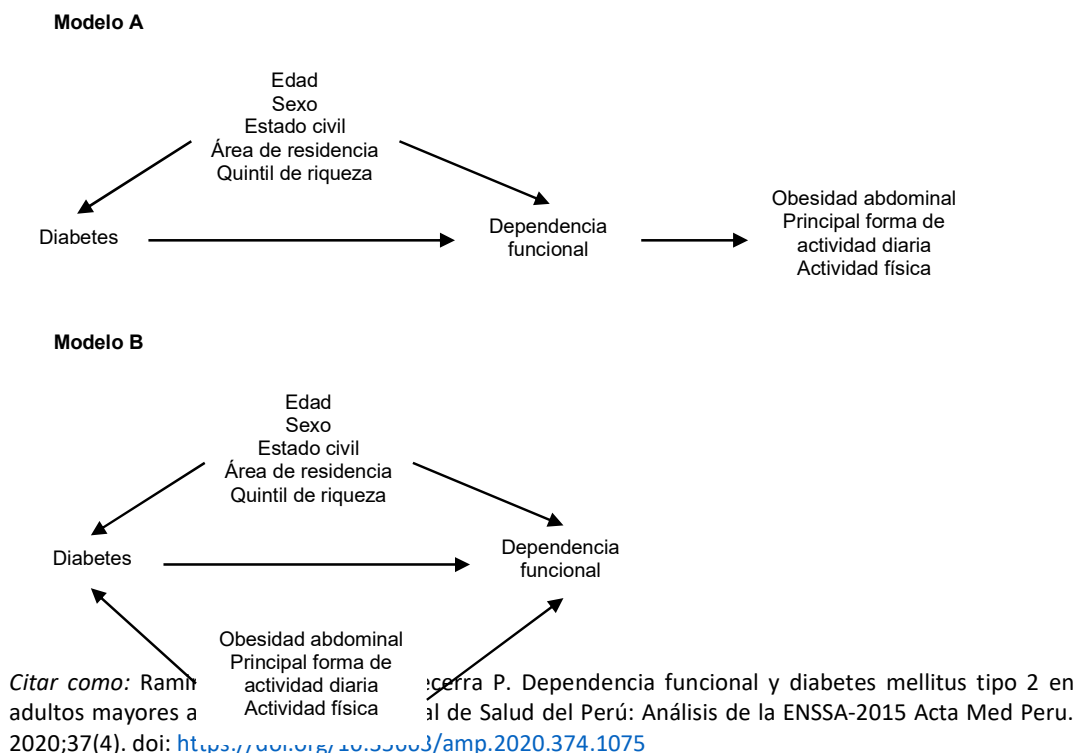 Modelo A
Edad
Sexo
Estado civil
Área de residencia
Quintil de riqueza
Diabetes
Dependencia
funcional
Obesidad abdominal
Principal forma de
actividad diaria
Actividad física
Modelo B
Edad
Sexo
Estado civil
Área de residencia
Quintil de riqueza
Diabetes
Dependencia
funcional
Obesidad abdominal
Principal forma de
actividad diaria
Actividad física
Citar como: P. Dependencia funcional y diabetes mellitus tipo 2 en
adultos mayores a al de Salud del Perú: Análisis de la ENSSA-2015 Acta Med Peru.
2020;37(4). doi: /amp.2020.374.1075